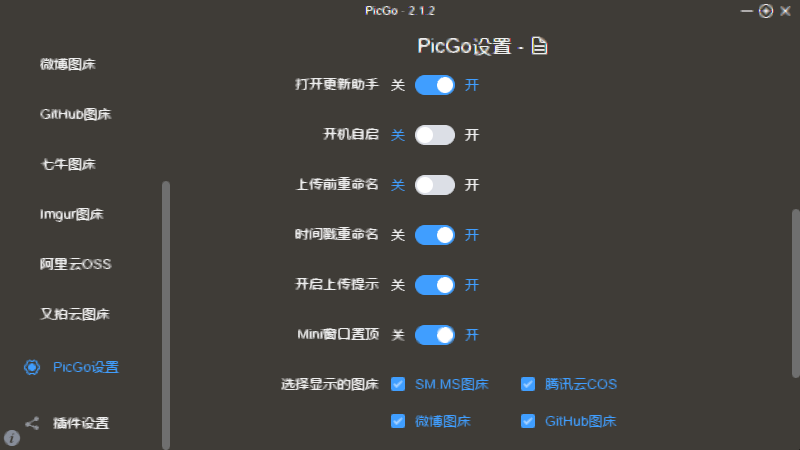 PicGo - 2.1.2
PicGo设置 -
微博图床
GitHub图床
七牛图床
Imgur图床
阿里云OSS
又拍云图床
PicGo设置
插件设置
打开更新助手 关 开
开机自启 关 开
上传前重命名 关 开
时间戳重命名 关 开
开启上传提示 关 开
Mini窗口置顶 关 开
选择显示的图床 SM.MS图床 腾讯云COS
微博图床 GitHub图床